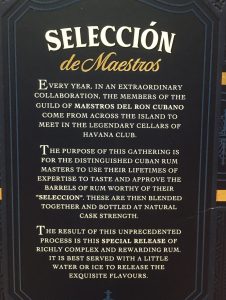 SELECCIÓN
de Maestros
EVERY YEAR, IN AN EXTRAORDINARY
COLLABORATION, THE MEMBERS OF THE
GUILD OF MAESTROS DEL RON CUBANO
COME FROM ACROSS THE ISLAND TO
MEET IN THE LEGENDARY CELLARS OF
HAVANA CLUB.
THE PURPOSE OF THIS GATHERING IS
FOR THE DISTINGUISHED CUBAN RUM
MASTERS TO USE THEIR LIFETIMES OF
EXPERTISE TO TASTE AND APPROVE THE
BARRELS OF RUM WORTHY OF THEIR
"SELECCION". THESE ARE THEN BLENDED
TOGETHER AND BOTTLED AT NATURAL
CASK STRENGTH.
THE RESULT OF THIS UNPRECEDENTED
PROCESS IS THIS SPECIAL RELEASE OF
RICHLY COMPLEX AND REWARDING RUM.
IT IS BEST SERVED WITH A LITTLE
WATER OR ICE TO RELEASE THE
EXQUISITE FLAVOURS.